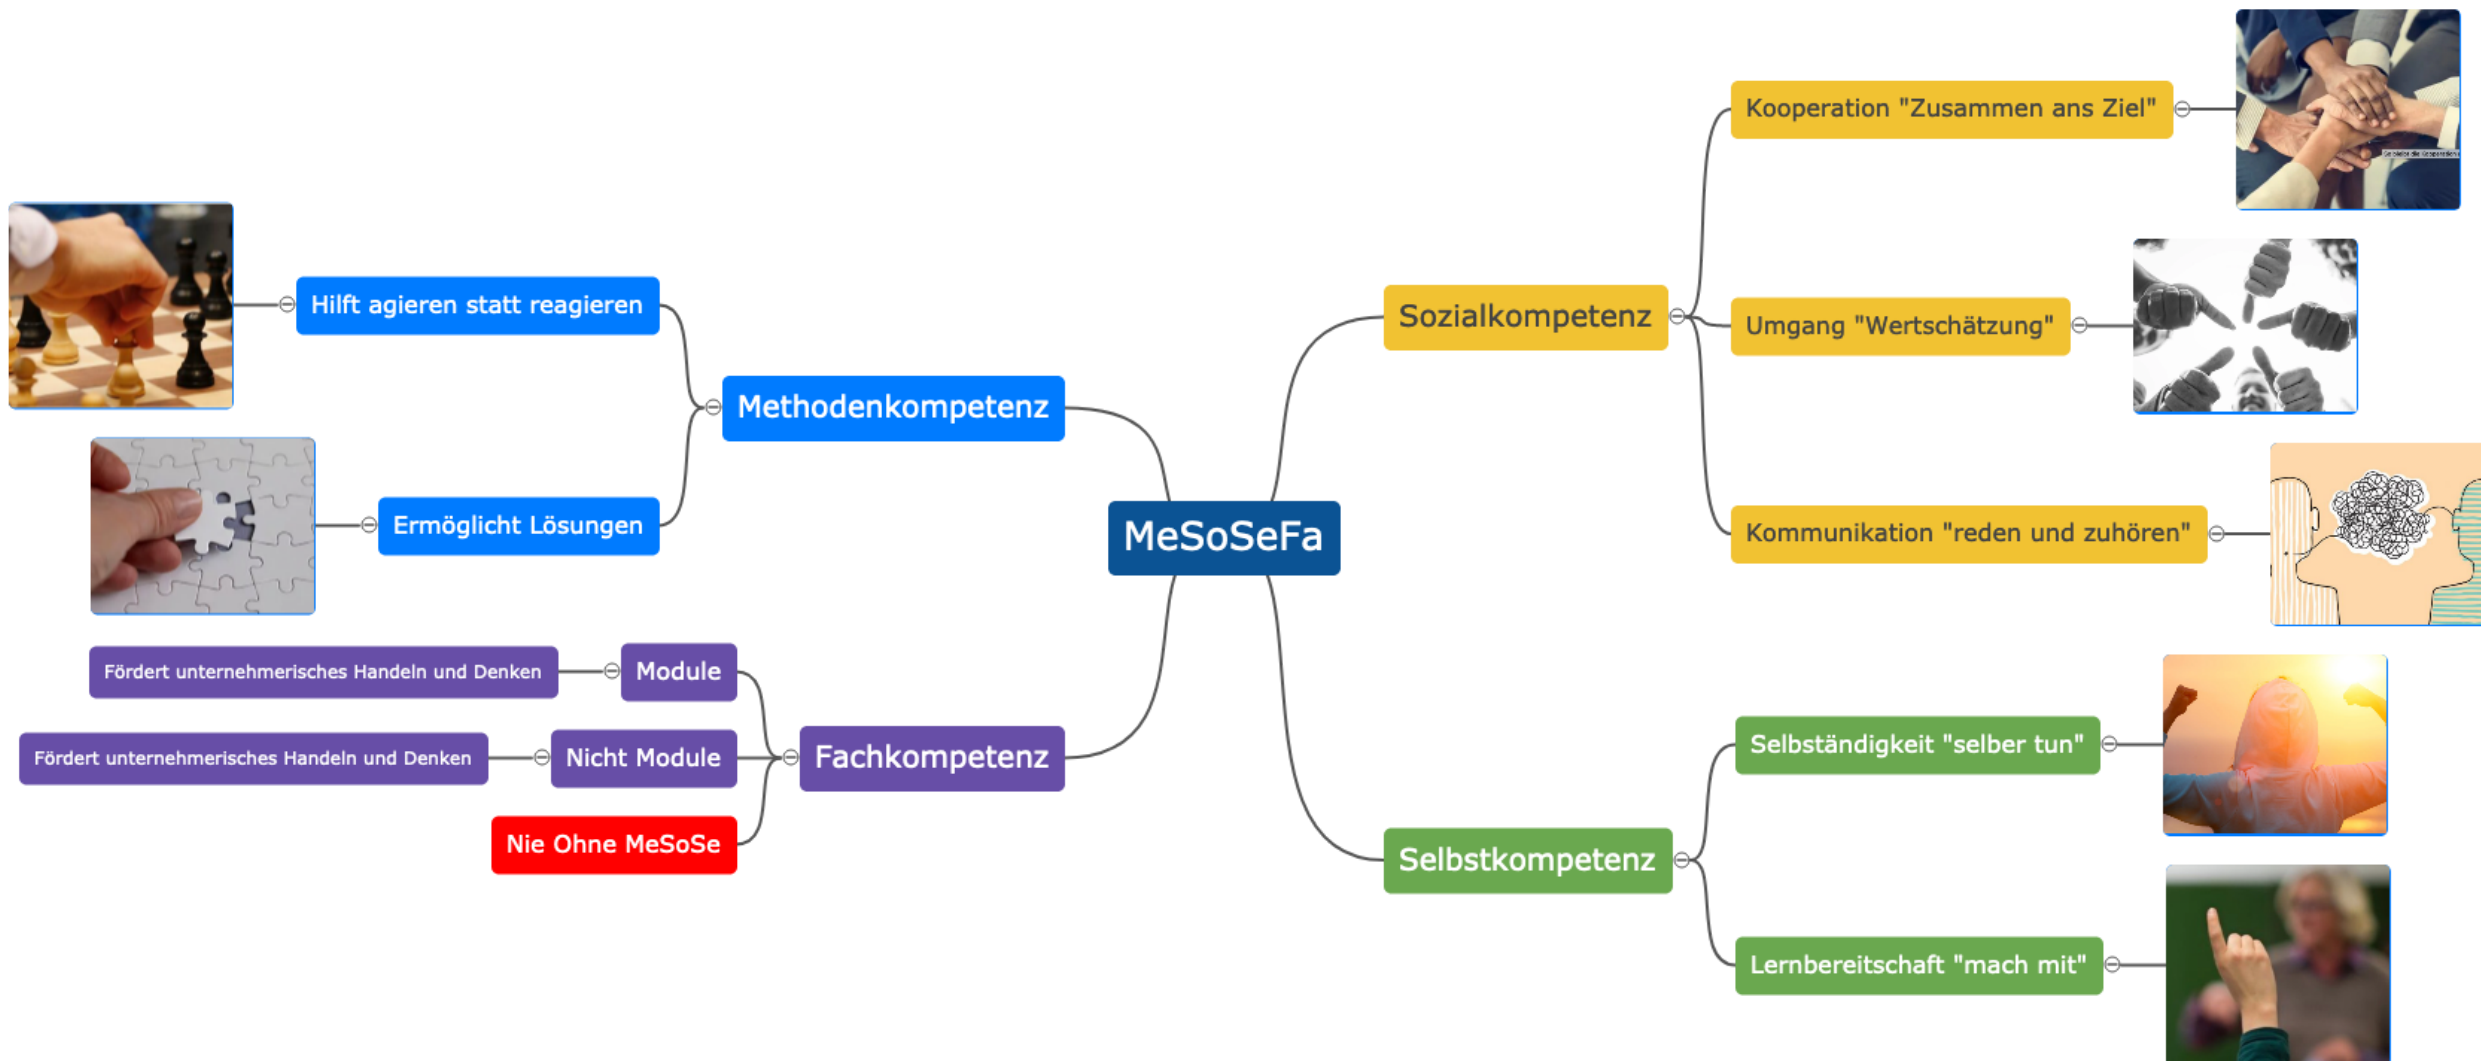 Kooperation "Zusammen ans Ziel"
Hilft agieren statt reagieren
Sozialkompetenz
Umgang "Wertschätzung"
Methodenkompetenz
Ermöglicht Lösungen
MeSoSeFa
Kommunikation "reden und zuhören"
Fördert unternehmerisches Handeln und Denken
Module
Fördert unternehmerisches Handeln und Denken
Nicht Module
Fachkompetenz
Nie Ohne MeSoSe
Selbständigkeit "selber tun"
Selbstkompetenz
Lernbereitschaft "mach mit"